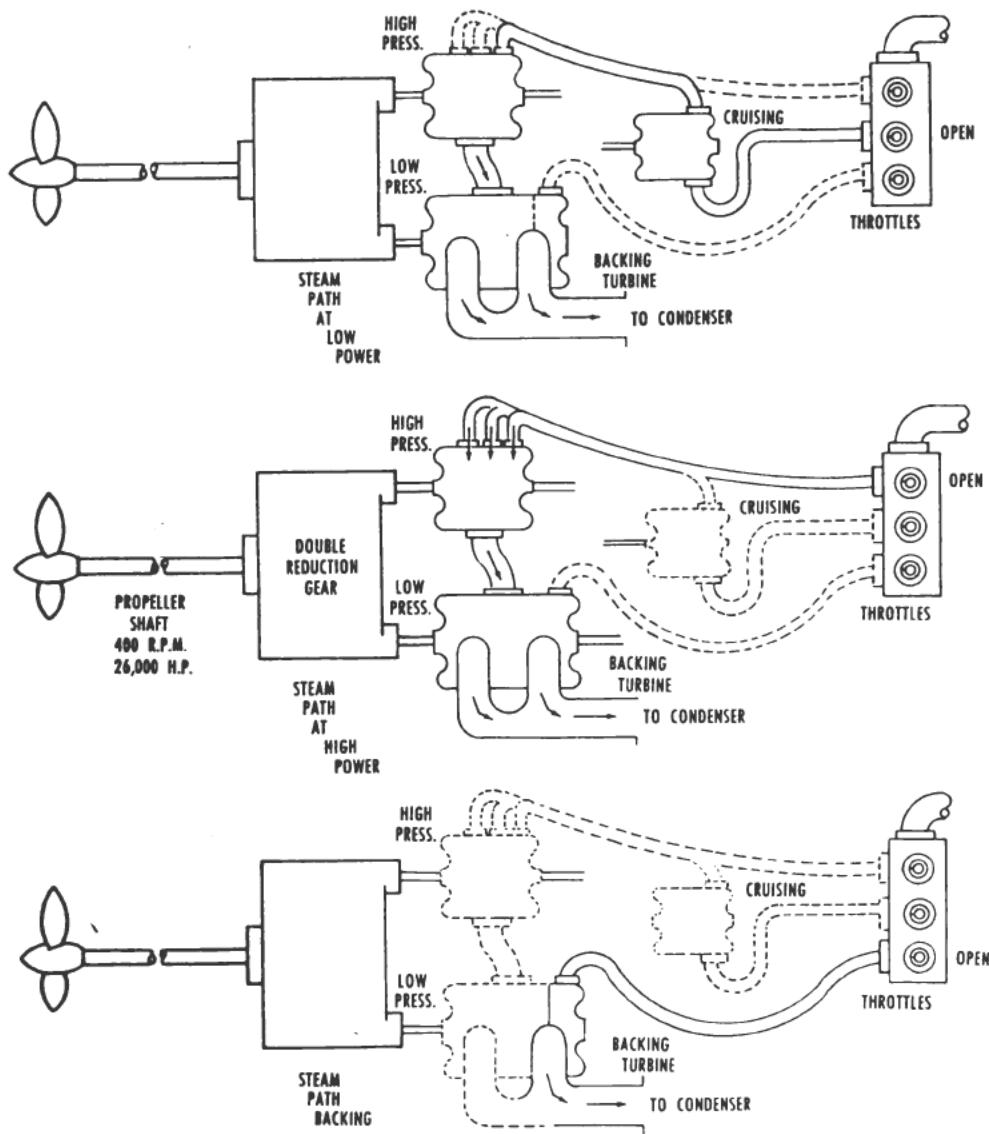 HIGH
PRESS.
CRUISING
OPEN
LOW
PRESS.
THROTTLES
BACKING
TURBINE
STEAM
PATH
AT
LOW
POWER
TO CONDENSER
HIGH
PRESS.
OPEN
CRUISING
DOUBLE
REDUCTION
GEAR
LOW
PRESS.
PROPELLER
SHAFT
400 R.P.M.
26,000 H.P.
THROTTLES
BACKING
TURBINE
STEAM
PATH
AT
HIGH
POWER
TO CONDENSER
HIGH
PRESS.
CRUISING
OPEN
LOW
PRESS.
THROTTLES
BACKING
TURBINE
STEAM
PATH
BACKING
TO CONDENSER